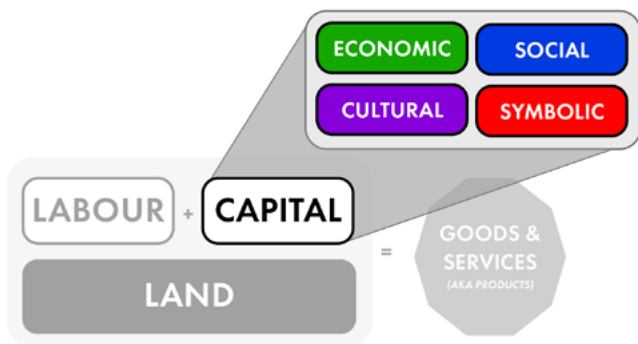 ECONOMIC
SOCIAL
CULTURAL
SYMBOLIC
LABOUR + CAPITAL
LAND
=
GOODS &
SERVICES
(AKA PRODUCTS)